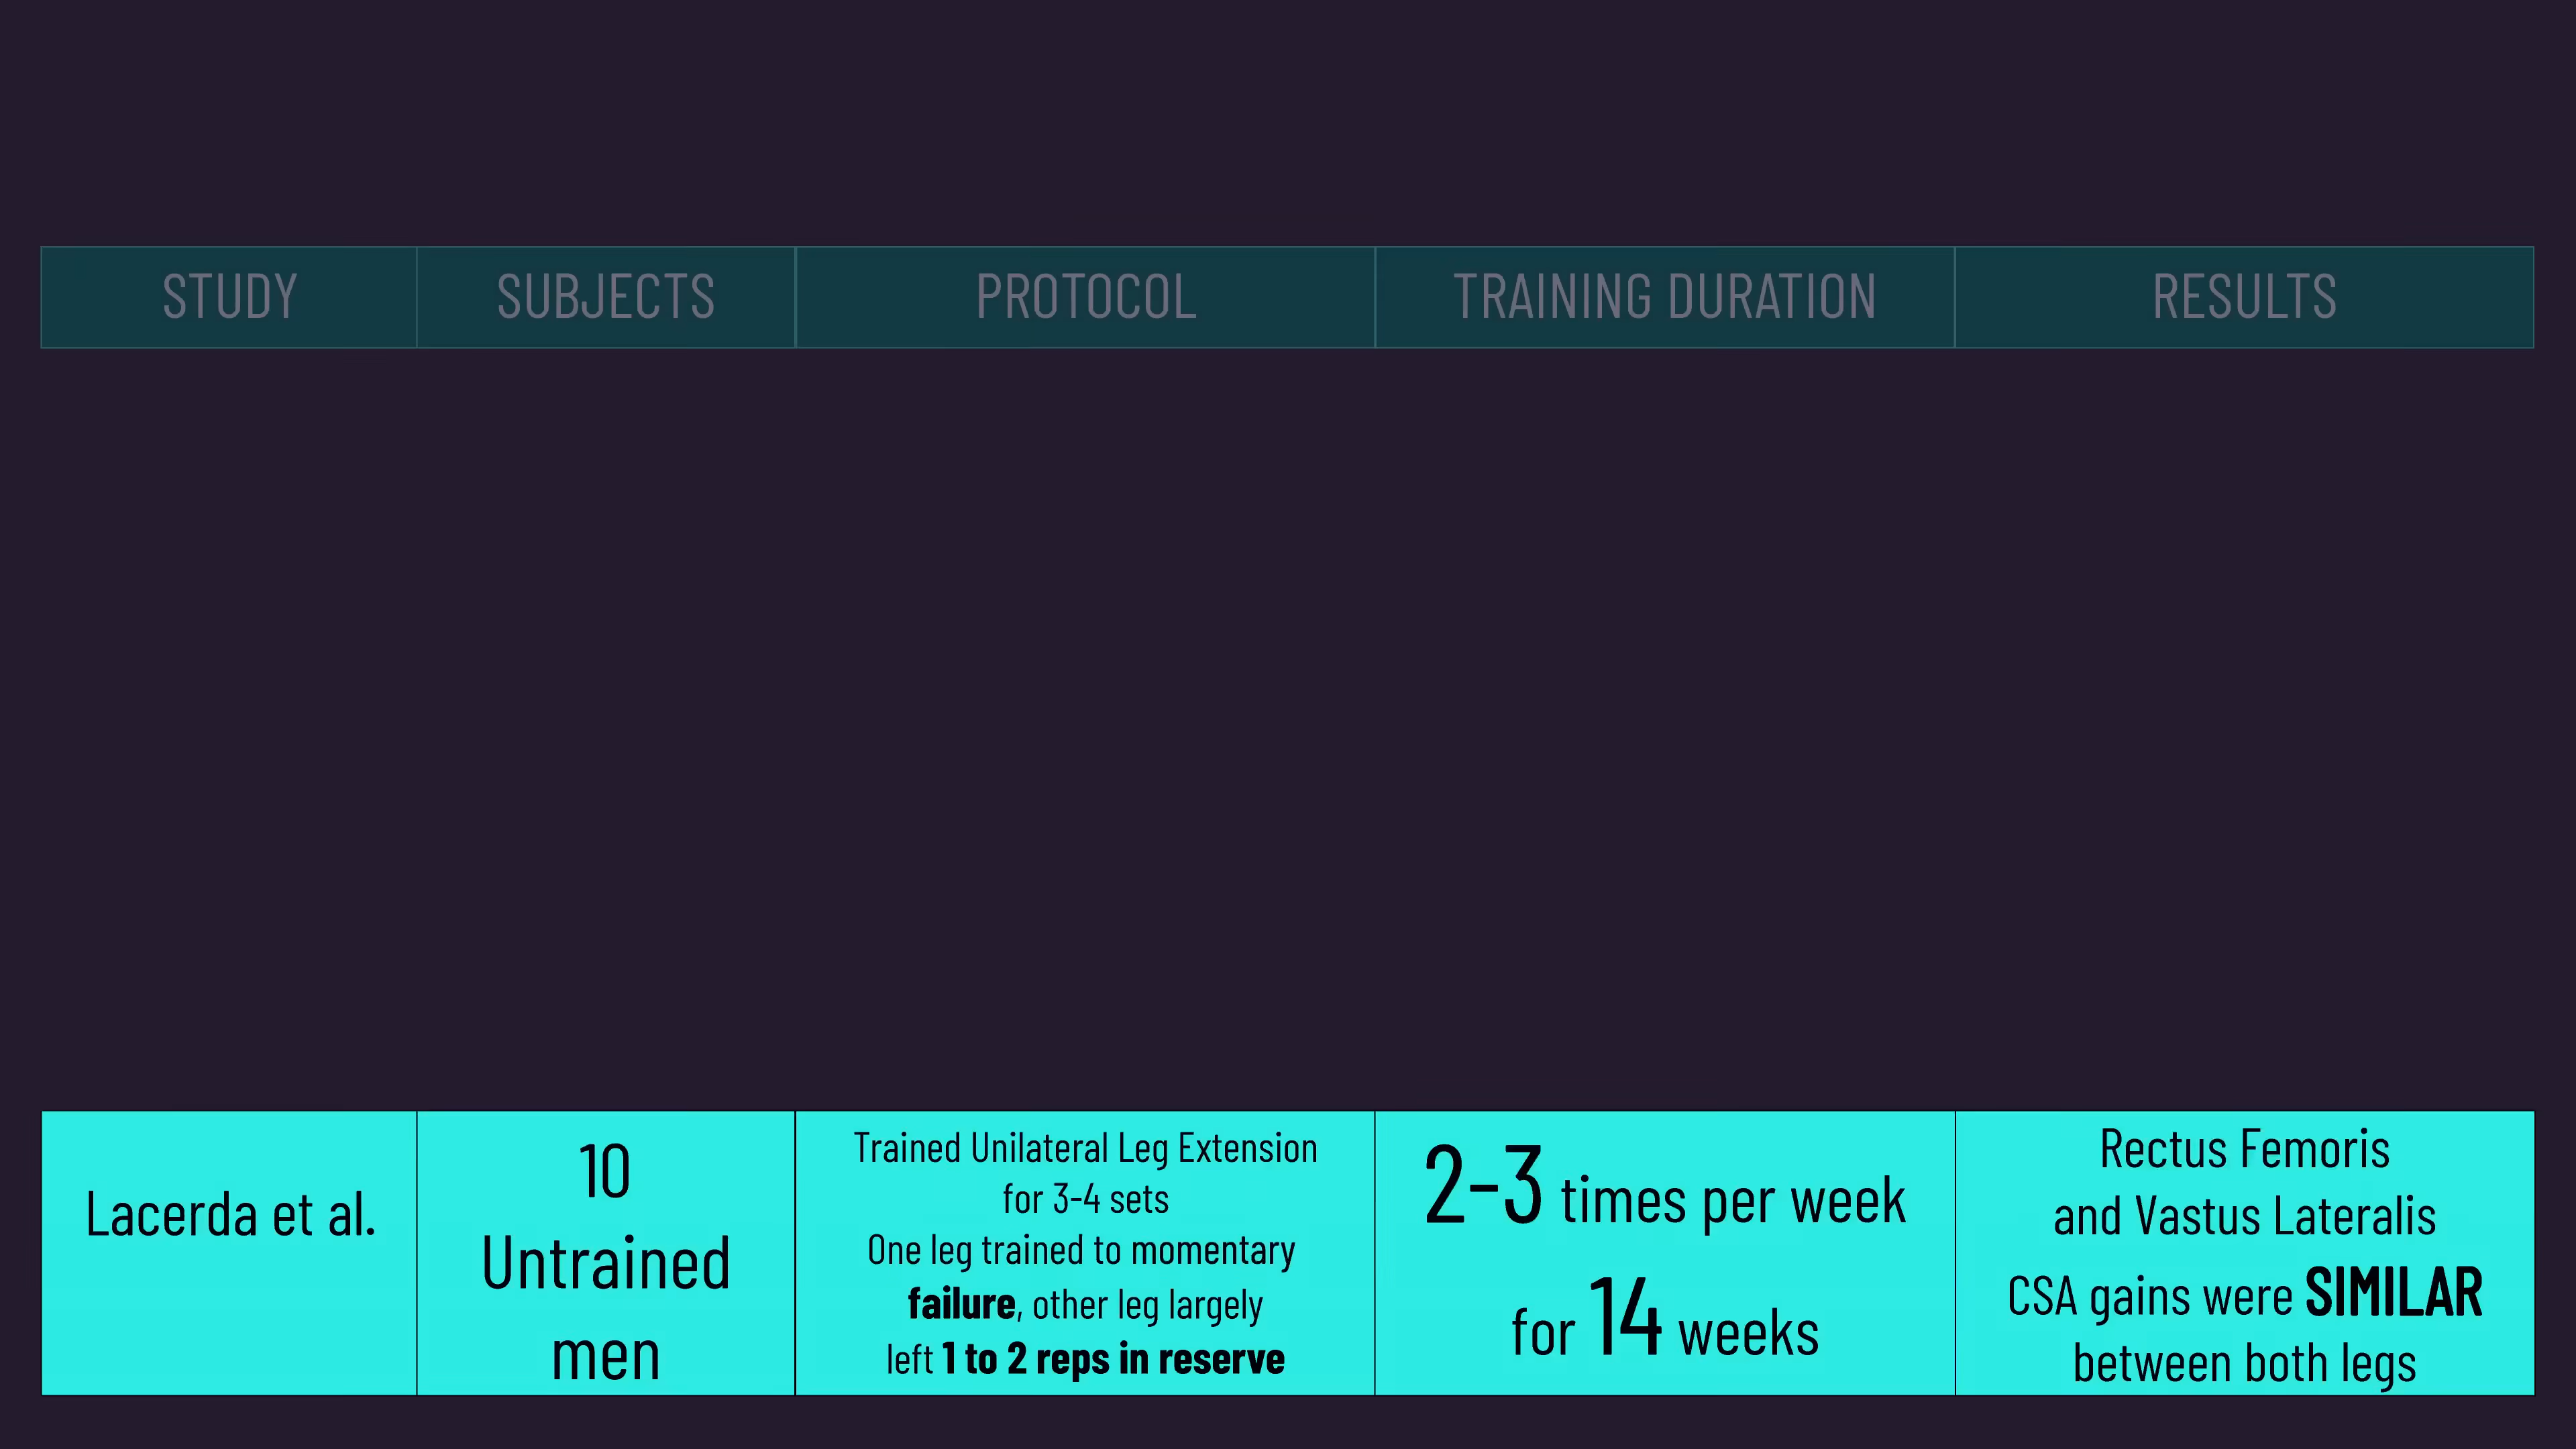 STUDY
SUBJECTS
PROTOCOL
TRAINING DURATION
RESULTS
Lacerda et al.
10
Untrained
men
Trained Unilateral Leg Extension
for 3-4 sets
One leg trained to momentary
failure, other leg largely
left 1 to 2 reps in reserve
2-3 times per week
for 14 weeks
Rectus Femoris
and Vastus Lateralis
CSA gains were SIMILAR
between both legs